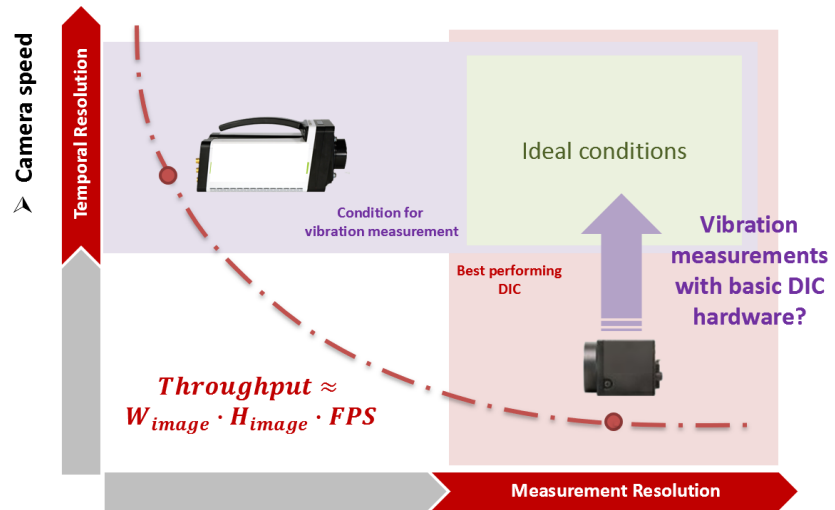 ➤ Camera speed
Temporal Resolution
Ideal conditions
Condition for
vibration measurement
Vibration
measurements
with basic DIC
hardware?
Best performing
DIC
Throughput ≈
W_image · H_image · FPS
Measurement Resolution